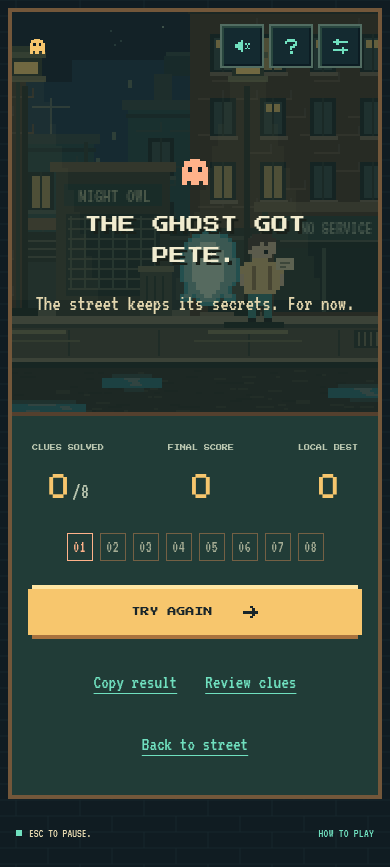 ?
NIGHT OWL
THE GHOST GOT
PETE.
NO SERVICE
The street keeps its secrets. For now.
CLUES SOLVED
FINAL SCORE
LOCAL BEST
0/8
0
0
01 02 03 04 05 06 07 08
TRY AGAIN →
Copy result
Review clues
Back to street
ESC TO PAUSE.
HOW TO PLAY